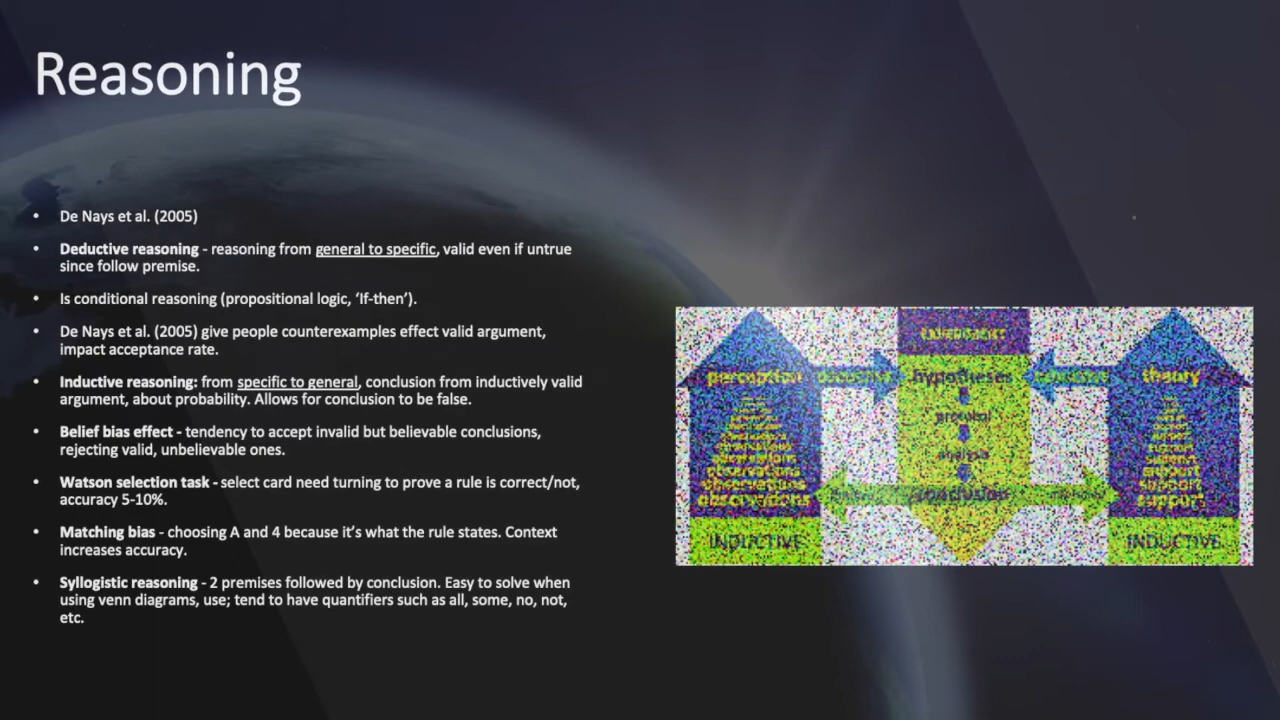 Reasoning
• De Nays et al. (2005)
• Deductive reasoning - reasoning from general to specific, valid even if untrue
since follow premise.
• Is conditional reasoning (propositional logic, ‘If-then’).
• De Nays et al. (2005) give people counterexamples effect valid argument,
impact acceptance rate.
• Inductive reasoning: from specific to general, conclusion from inductively valid
argument, about probability. Allows for conclusion to be false.
• Belief bias effect - tendency to accept invalid but believable conclusions,
rejecting valid, unbelievable ones.
• Watson selection task - select card need turning to prove a rule is correct/not,
accuracy 5-10%.
• Matching bias - choosing A and 4 because it’s what the rule states. Context
increases accuracy.
• Syllogistic reasoning - 2 premises followed by conclusion. Easy to solve when
using venn diagrams, use; tend to have quantifiers such as all, some, no, not,
etc.
perception
hypotheses
theory
analysis
conclusion
observations
observations
observations
support
support
support
INDUCTIVE
INDUCTIVE